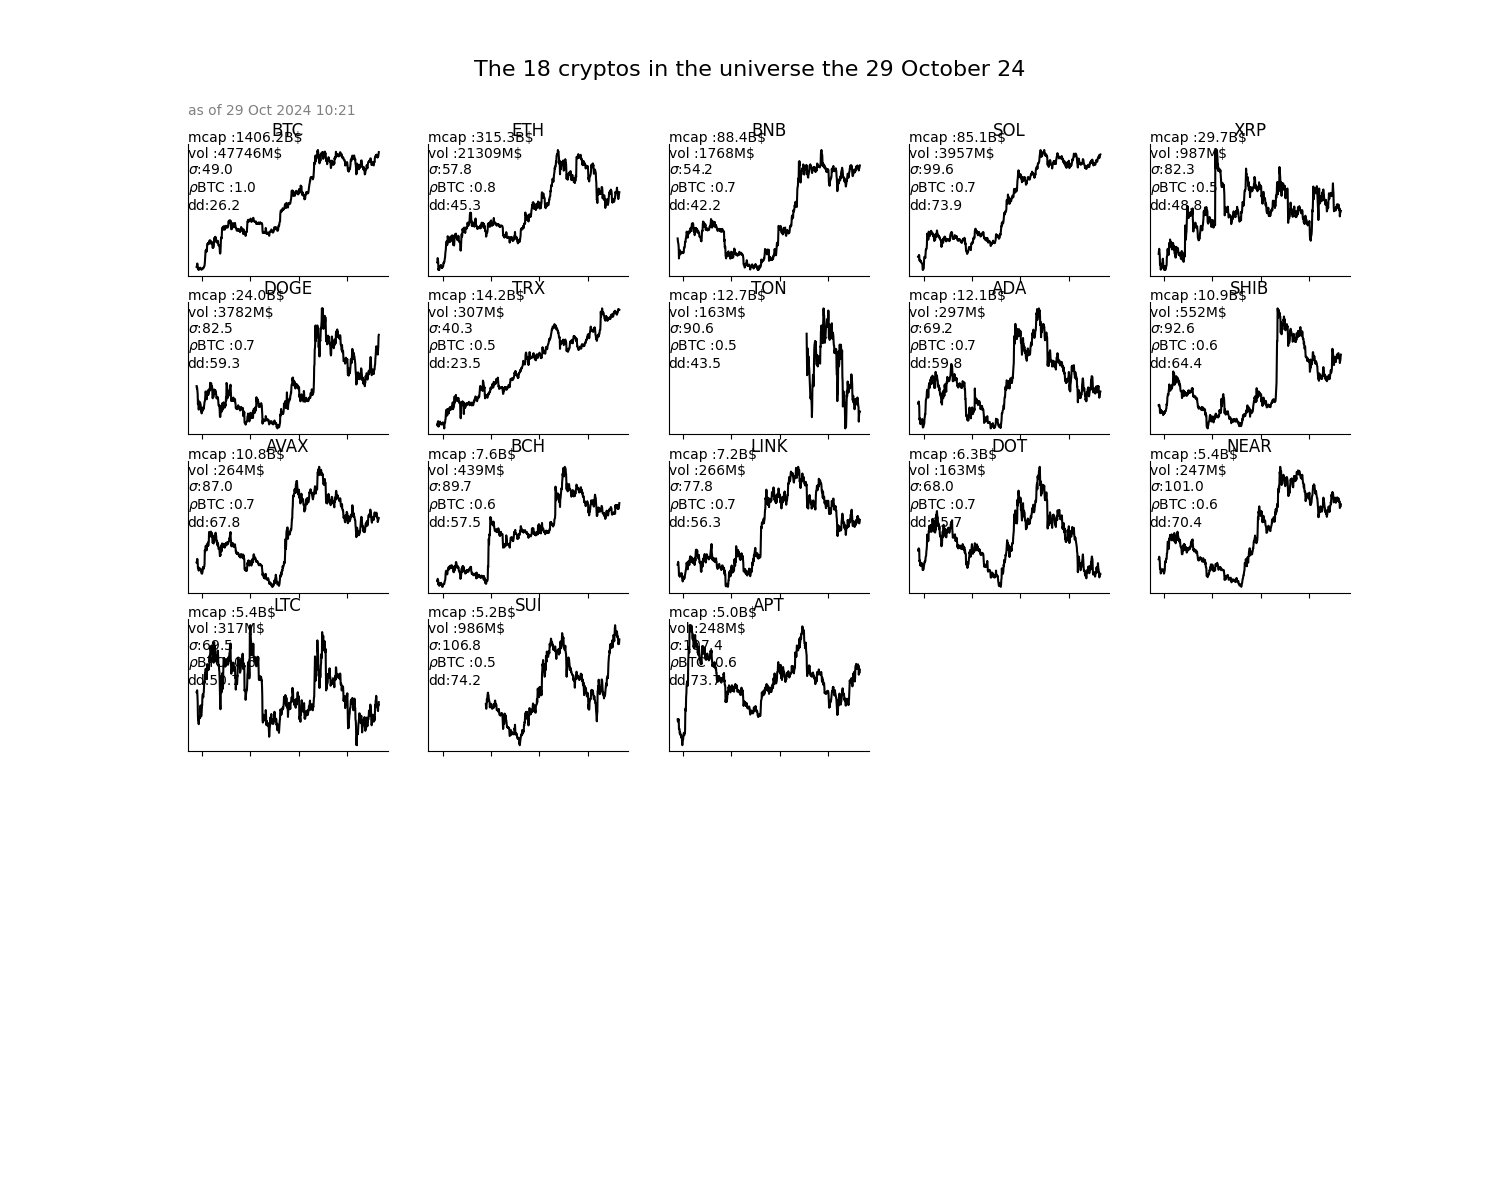 The 18 cryptos in the universe the 29 October 24
as of 29 Oct 2024 10:21
BTC
mcap :1406.2B$
vol :47746M$
σ:49.0
ρBTC :1.0
dd:26.2
ETH
mcap :315.3B$
vol :21309M$
σ:57.8
ρBTC :0.8
dd:45.3
BNB
mcap :88.4B$
vol :1768M$
σ:54.2
ρBTC :0.7
dd:42.2
SOL
mcap :85.1B$
vol :3957M$
σ:99.6
ρBTC :0.7
dd:73.9
XRP
mcap :29.7B$
vol :987M$
σ:82.3
ρBTC :0.5
dd:48.8
DOGE
mcap :24.0B$
vol :3782M$
σ:82.5
ρBTC :0.7
dd:59.3
TRX
mcap :14.2B$
vol :307M$
σ:40.3
ρBTC :0.5
dd:23.5
TON
mcap :12.7B$
vol :163M$
σ:90.6
ρBTC :0.5
dd:43.5
ADA
mcap :12.1B$
vol :297M$
σ:69.2
ρBTC :0.7
dd:59.8
SHIB
mcap :10.9B$
vol :552M$
σ:92.6
ρBTC :0.6
dd:64.4
AVAX
mcap :10.8B$
vol :264M$
σ:87.0
ρBTC :0.7
dd:67.8
BCH
mcap :7.6B$
vol :439M$
σ:89.7
ρBTC :0.6
dd:57.5
LINK
mcap :7.2B$
vol :266M$
σ:77.8
ρBTC :0.7
dd:56.3
DOT
mcap :6.3B$
vol :163M$
σ:68.0
ρBTC :0.7
NEAR
mcap :5.4B$
vol :247M$
σ:101.0
ρBTC :0.6
dd:70.4
LTC
mcap :5.4B$
vol :317M$
σ:69.5
ρBTC
SUI
mcap :5.2B$
vol :986M$
σ:106.8
ρBTC :0.5
dd:74.2
APT
mcap :5.0B$
vol :248M$
σ:107.4
ρBTC :0.6